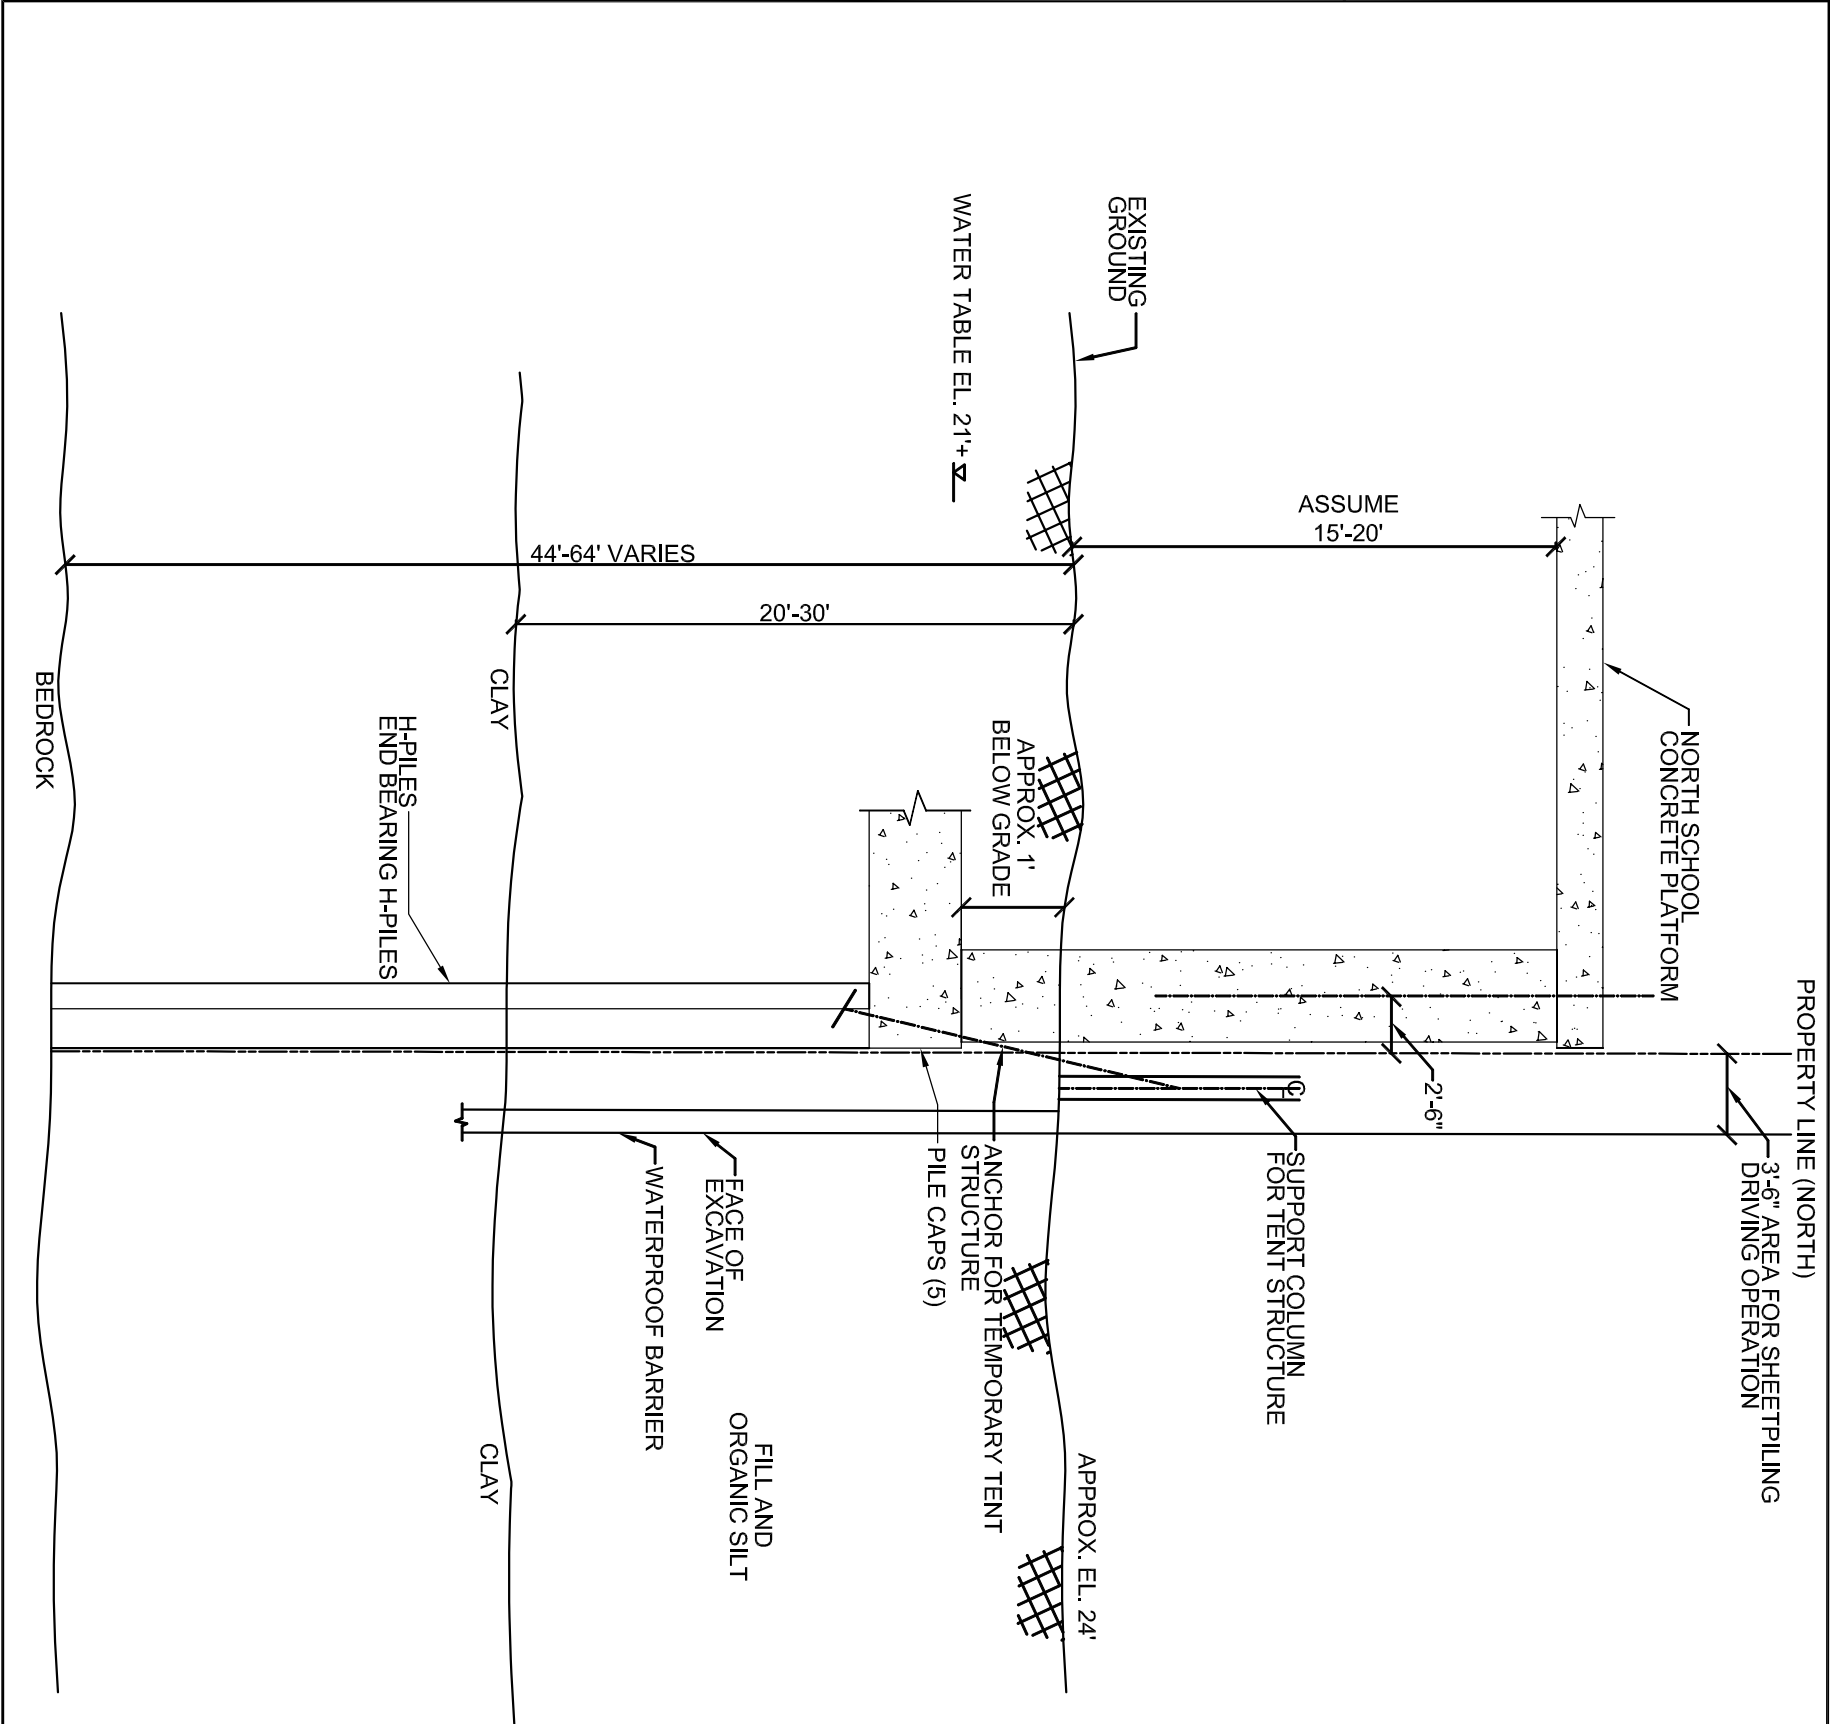 PROPERTY LINE (NORTH)
3'-6" AREA FOR SHEETPILING
DRIVING OPERATION
NORTH SCHOOL
CONCRETE PLATFORM
ASSUME
15'-20'
2'-6"
SUPPORT COLUMN
FOR TENT STRUCTURE
CL
EXISTING
GROUND
APPROX. EL. 24'
WATER TABLE EL. 21'+
APPROX. 1'
BELOW GRADE
ANCHOR FOR TEMPORARY TENT
STRUCTURE
PILE CAPS (5)
44'-64' VARIES
20'-30'
FILL AND
ORGANIC SILT
FACE OF
EXCAVATION
WATERPROOF BARRIER
CLAY
CLAY
H-PILES
END BEARING H-PILES
BEDROCK